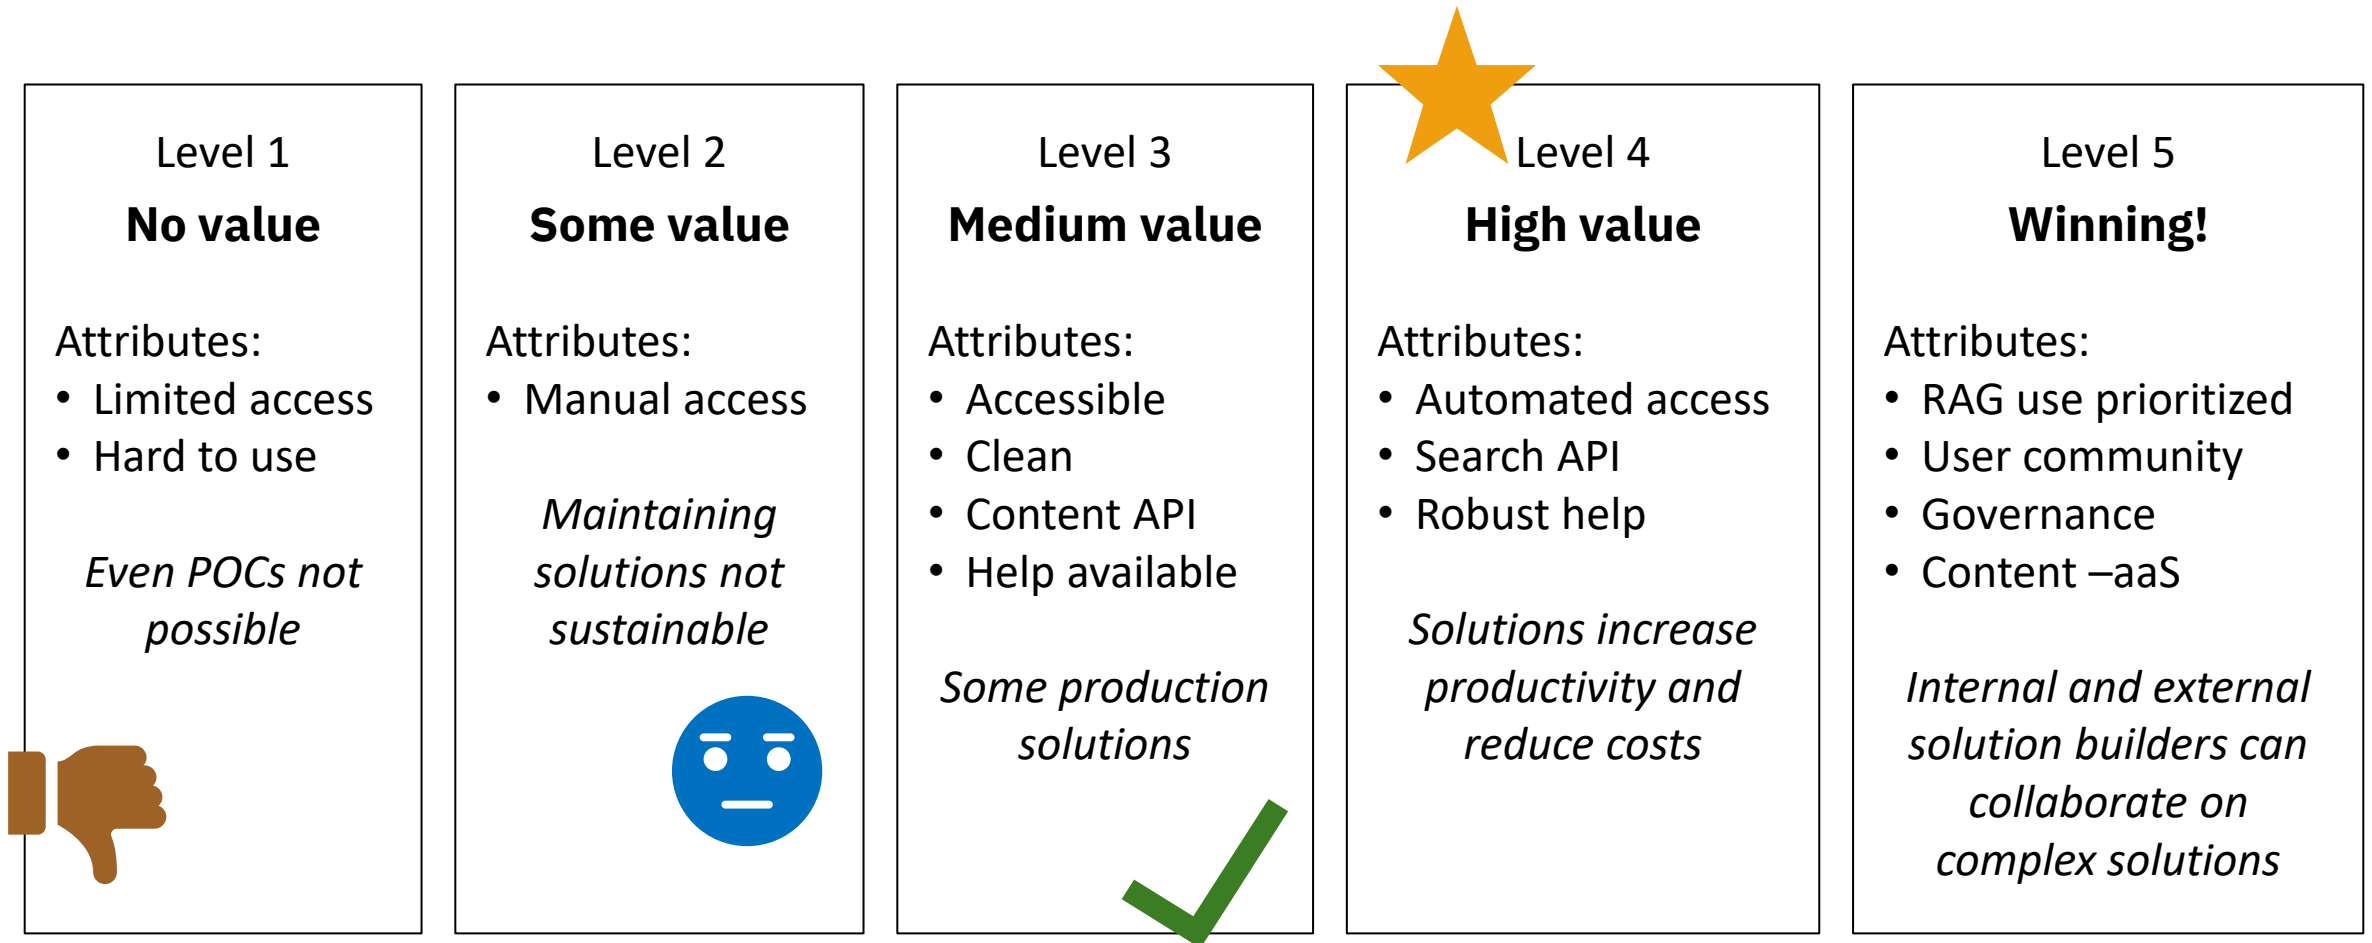 Level 1
No value
Attributes:
• Limited access
• Hard to use
Even POCs not
possible
Level 2
Some value
Attributes:
• Manual access
Maintaining
solutions not
sustainable
Level 3
Medium value
Attributes:
• Accessible
• Clean
• Content API
• Help available
Some production
solutions
Level 4
High value
Attributes:
• Automated access
• Search API
• Robust help
Solutions increase
productivity and
reduce costs
Level 5
Winning!
Attributes:
• RAG use prioritized
• User community
• Governance
• Content –aaS
Internal and external
solution builders can
collaborate on
complex solutions